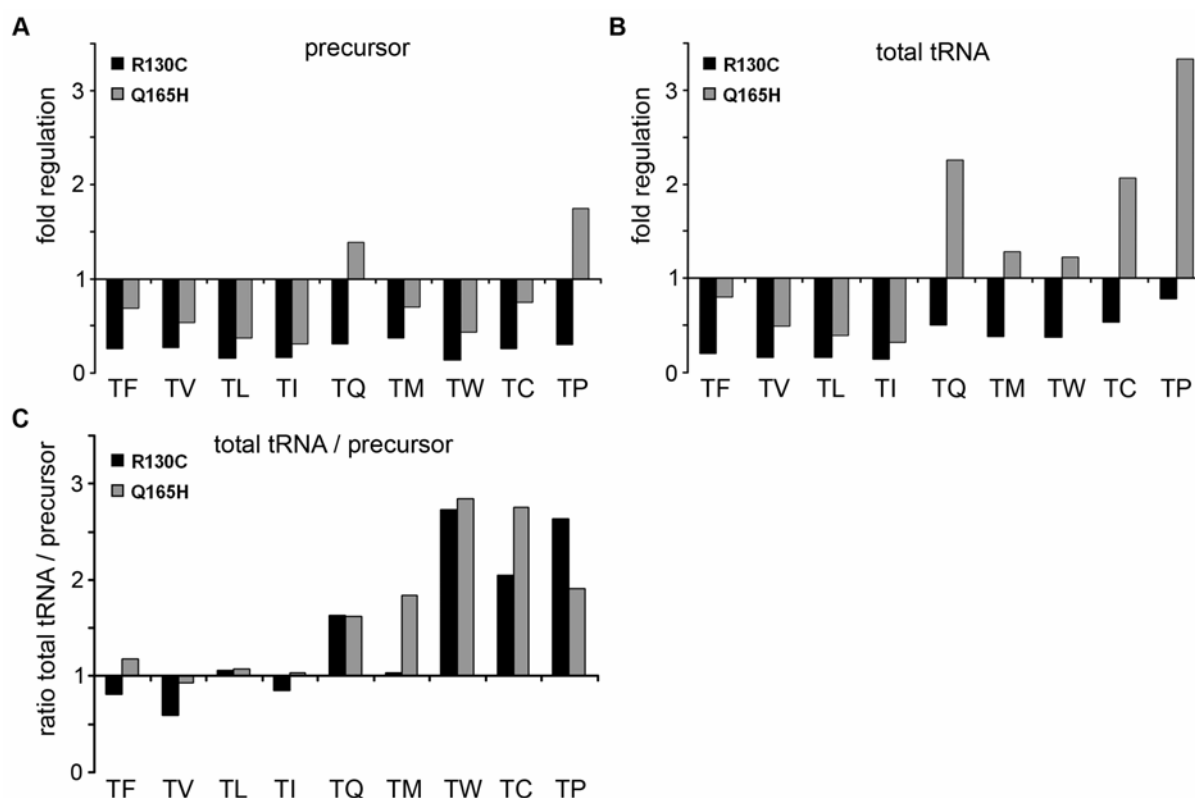 A
precursor
R130C
Q165H
fold regulation
3
2
1
0
TF TV TL TI TQ TM TW TC TP
B
total tRNA
R130C
Q165H
fold regulation
3
2
1
0
TF TV TL TI TQ TM TW TC TP
C
total tRNA / precursor
R130C
Q165H
ratio total tRNA / precursor
3
2
1
0
TF TV TL TI TQ TM TW TC TP